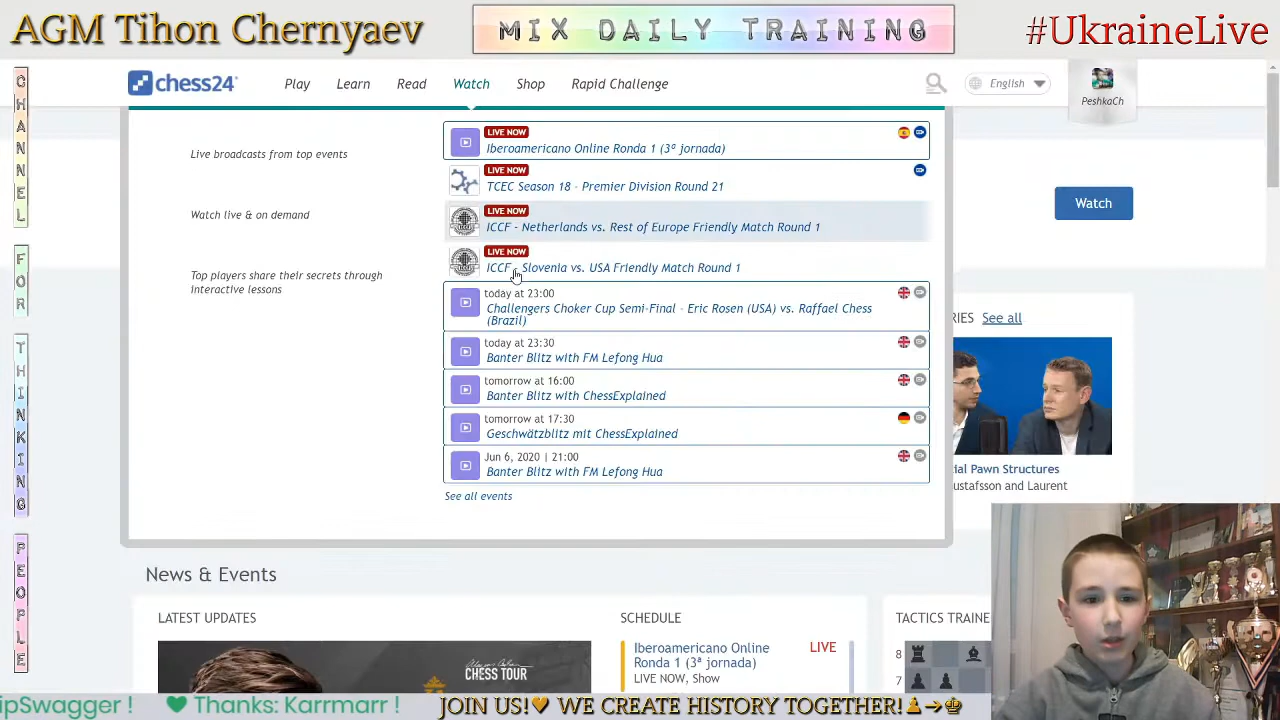 AGM Tihon Chernyaev
MIX DAILY TRAINING
#UkraineLive
CHANNEL
FOR
THINKING
PEOPLE
chess24
Play
Learn
Read
Watch
Shop
Rapid Challenge
English
PeshkaCh
Live broadcasts from top events
Watch live & on demand
Top players share their secrets through
interactive lessons
LIVE NOW
Iberoamericano Online Ronda 1 (3ª jornada)
LIVE NOW
TCEC Season 18 - Premier Division Round 21
LIVE NOW
ICCF - Netherlands vs. Rest of Europe Friendly Match Round 1
LIVE NOW
ICCF - Slovenia vs. USA Friendly Match Round 1
today at 23:00
Challengers Choker Cup Semi-Final - Eric Rosen (USA) vs. Raffael Chess
(Brazil)
today at 23:30
Banter Blitz with FM Lefong Hua
tomorrow at 16:00
Banter Blitz with ChessExplained
tomorrow at 17:30
Geschwätzblitz mit ChessExplained
Jun 6, 2020 | 21:00
Banter Blitz with FM Lefong Hua
See all events
Watch
RIES See all
ial Pawn Structures
ustafsson and Laurent
News & Events
LATEST UPDATES
CHESS TOUR
SCHEDULE
Iberoamericano Online
Ronda 1 (3ª jornada)
LIVE NOW, Show
LIVE
TACTICS TRAINE
8
7
ipSwagger !
Thanks: Karrmarr !
JOIN US!🧡 WE CREATE HISTORY TOGETHER!♟→♔